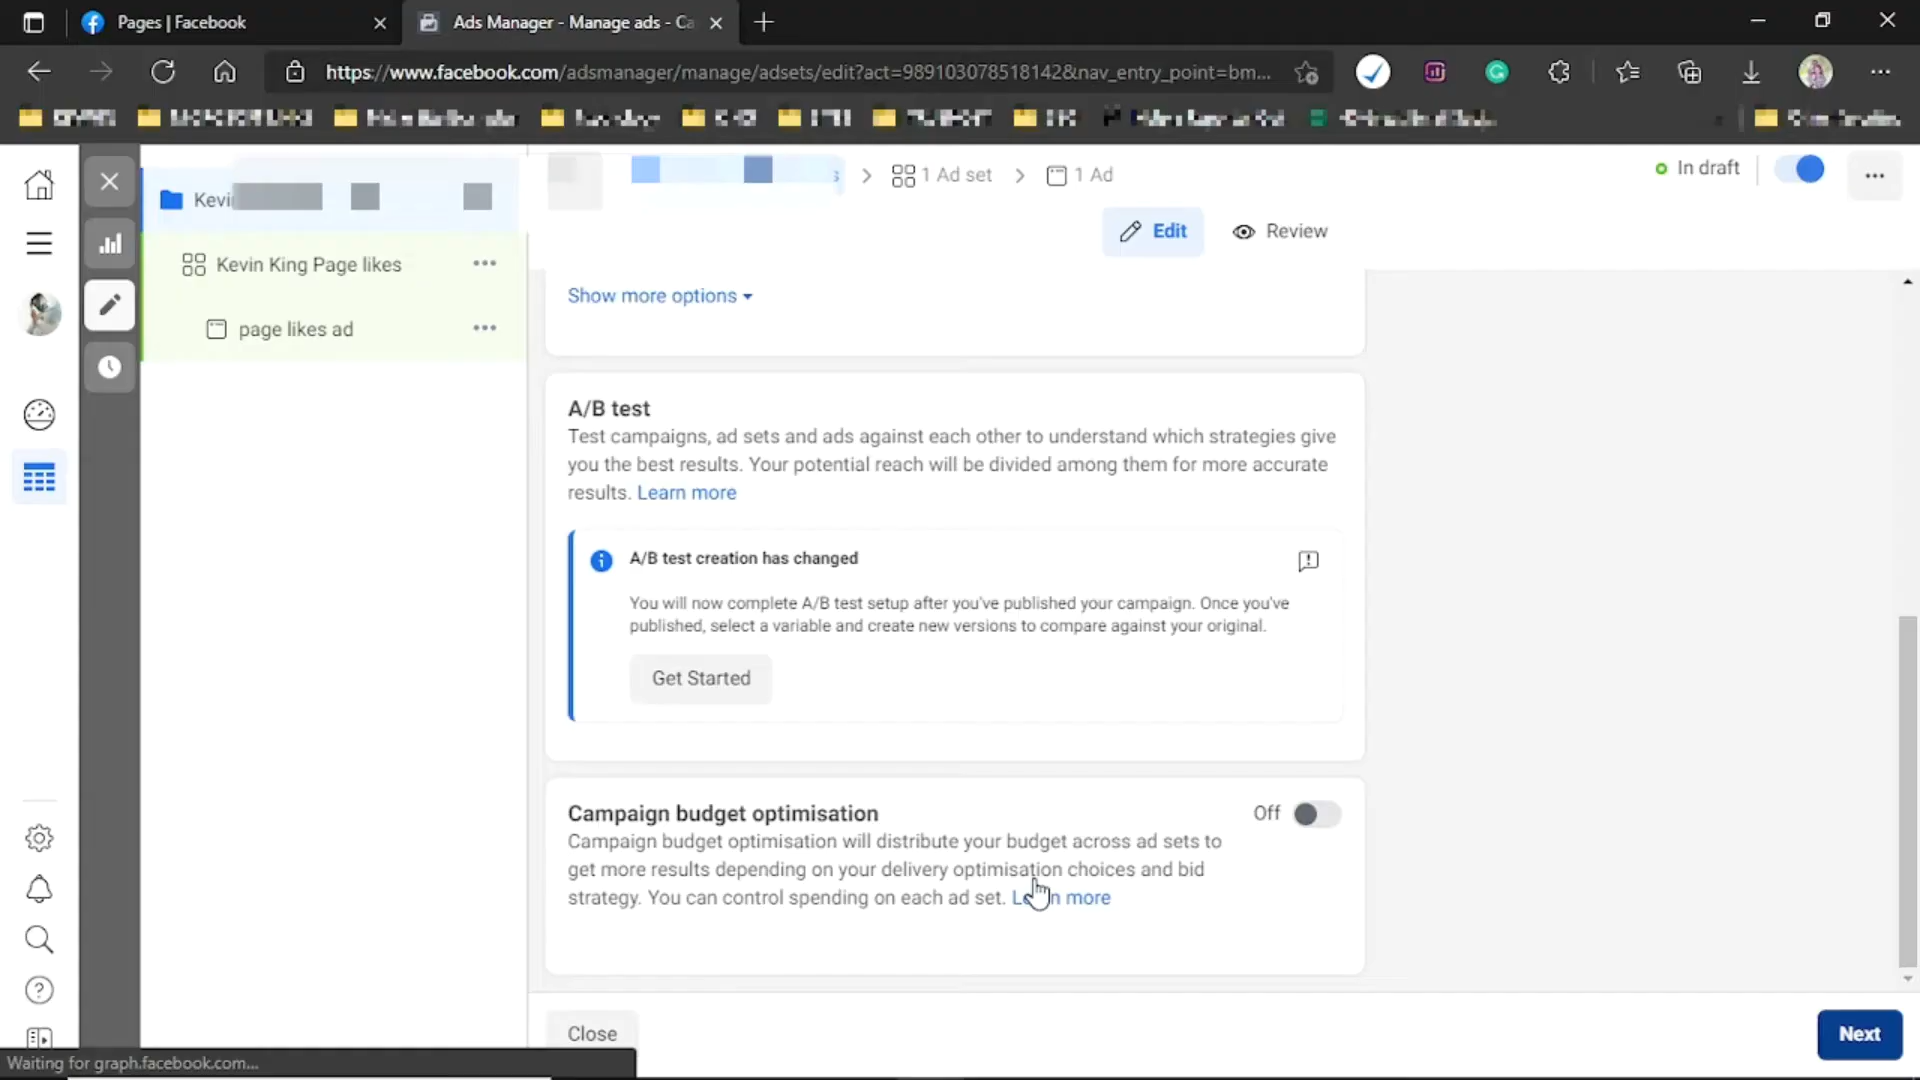 Pages | Facebook
Ads Manager - Manage ads - Ca
https://www.facebook.com/adsmanager/manage/adsets/edit?act=989103078518142&nav_entry_point=bm...
Kevi
1 Ad set
1 Ad
In draft
Edit
Review
Kevin King Page likes
page likes ad
Show more options
A/B test
Test campaigns, ad sets and ads against each other to understand which strategies give
you the best results. Your potential reach will be divided among them for more accurate
results. Learn more
A/B test creation has changed
You will now complete A/B test setup after you've published your campaign. Once you've
published, select a variable and create new versions to compare against your original.
Get Started
Campaign budget optimisation
Off
Campaign budget optimisation will distribute your budget across ad sets to
get more results depending on your delivery optimisation choices and bid
strategy. You can control spending on each ad set. Learn more
Close
Next
Waiting for graph.facebook.com...